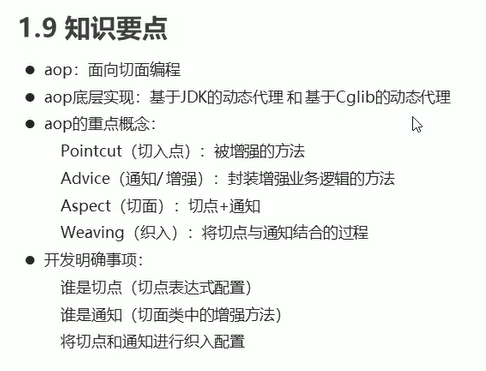 1.9 知识要点
● aop：面向切面编程
● aop底层实现：基于JDK的动态代理 和 基于Cglib的动态代理
● aop的重点概念：
Pointcut（切入点）：被增强的方法
Advice（通知/ 增强）：封装增强业务逻辑的方法
Aspect（切面）：切点+通知
Weaving（织入）：将切点与通知结合的过程
● 开发明确事项：
谁是切点（切点表达式配置）
谁是通知（切面类中的增强方法）
将切点和通知进行织入配置